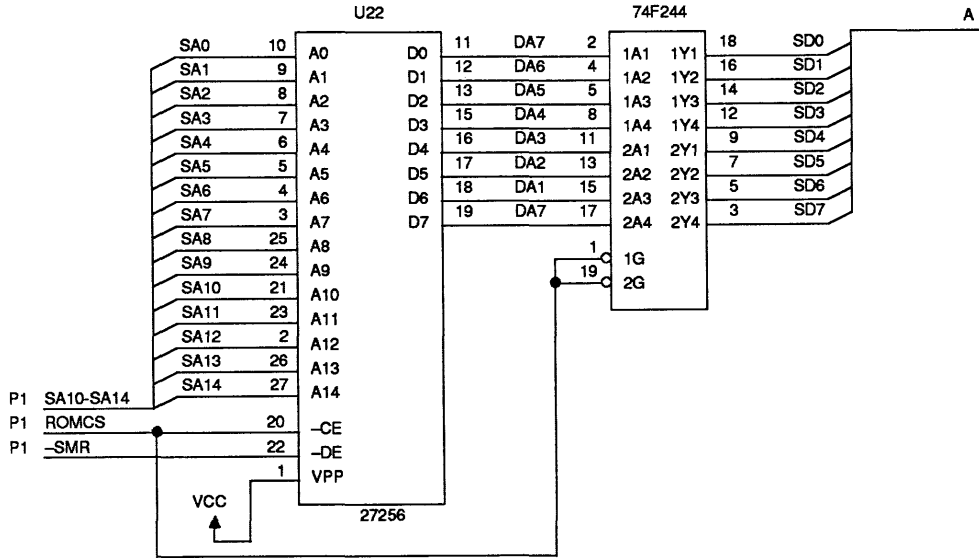 U22 74F244 A
SA0 10 A0 D0 11 DA7 2 1A1 1Y1 18 SD0
SA1 9 A1 D1 12 DA6 4 1A2 1Y2 16 SD1
SA2 8 A2 D2 13 DA5 5 1A3 1Y3 14 SD2
SA3 7 A3 D3 15 DA4 8 1A4 1Y4 12 SD3
SA4 6 A4 D4 16 DA3 11 2A1 2Y1 9 SD4
SA5 5 A5 D5 17 DA2 13 2A2 2Y2 7 SD5
SA6 4 A6 D6 18 DA1 15 2A3 2Y3 5 SD6
SA7 3 A7 D7 19 DA7 17 2A4 2Y4 3 SD7
SA8 25 A8 1 1G
SA9 24 A9 19 2G
SA10 21 A10
SA11 23 A11
SA12 2 A12
SA13 26 A13
SA14 27 A14
P1 SA10-SA14
P1 ROMCS 20 –CE
P1 –SMR 22 –DE
1 VPP
VCC
27256